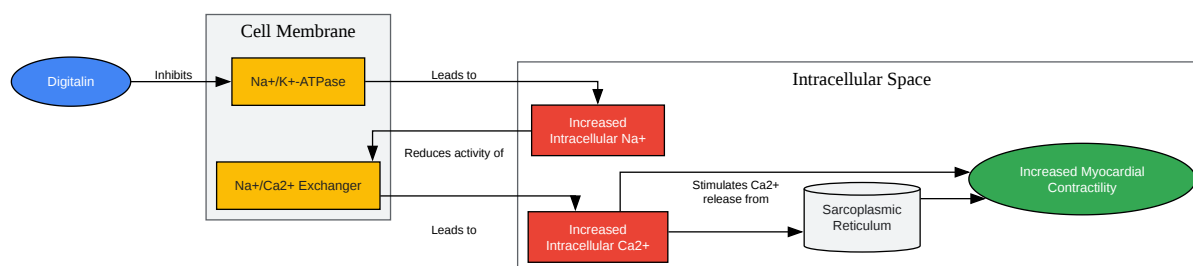 Cell Membrane
Digitalin
Inhibits
Na+/K+-ATPase
Leads to
Intracellular Space
Increased
Intracellular Na+
Reduces activity of
Na+/Ca2+ Exchanger
Leads to
Increased
Intracellular Ca2+
Stimulates Ca2+
release from
Sarcoplasmic
Reticulum
Increased Myocardial
Contractility